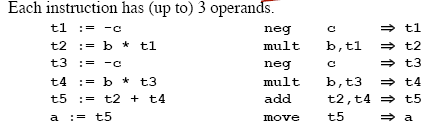 Each instruction has (up to) 3 operands.
t1 := -c neg c ⇒ t1
t2 := b * t1 mult b,t1 ⇒ t2
t3 := -c neg c ⇒ t3
t4 := b * t3 mult b,t3 ⇒ t4
t5 := t2 + t4 add t2,t4 ⇒ t5
a := t5 move t5 ⇒ a